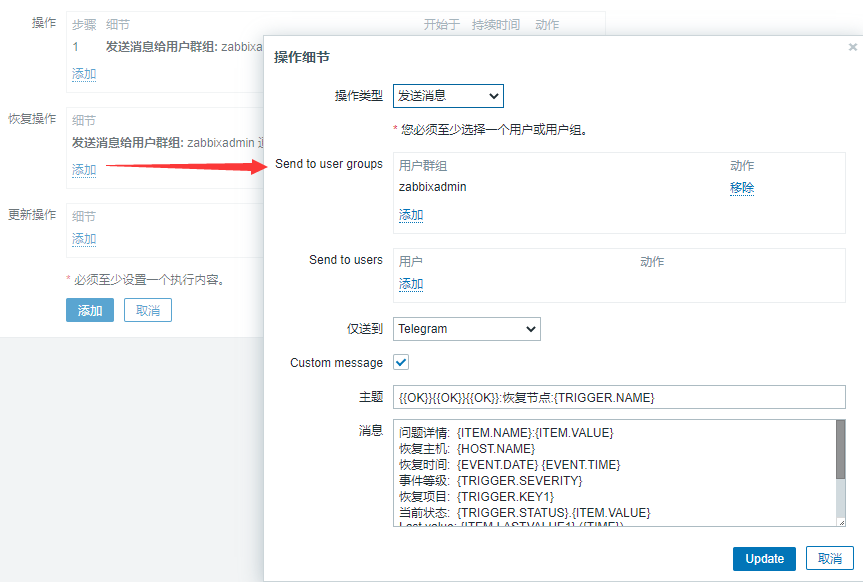 操作
步骤 细节 开始于 持续时间 动作
1 发送消息给用户群组: zabbixa
添加
恢复操作
细节
发送消息给用户群组: zabbixadmin
添加
更新操作
细节
添加
* 必须至少设置一个执行内容。
添加 取消
操作细节
操作类型 发送消息
* 您必须至少选择一个用户或用户组。
Send to user groups 用户群组 动作
zabbixadmin 移除
添加
Send to users 用户 动作
添加
仅送到 Telegram
Custom message
主题 {{OK}}{{OK}}{{OK}}:恢复节点:{TRIGGER.NAME}
消息 问题详情: {ITEM.NAME}:{ITEM.VALUE}
恢复主机: {HOST.NAME}
恢复时间: {EVENT.DATE} {EVENT.TIME}
事件等级: {TRIGGER.SEVERITY}
恢复项目: {TRIGGER.KEY1}
当前状态: {TRIGGER.STATUS}.{ITEM.VALUE}
Last value: {ITEM.LASTVALUE1} ({TIME})
Update 取消